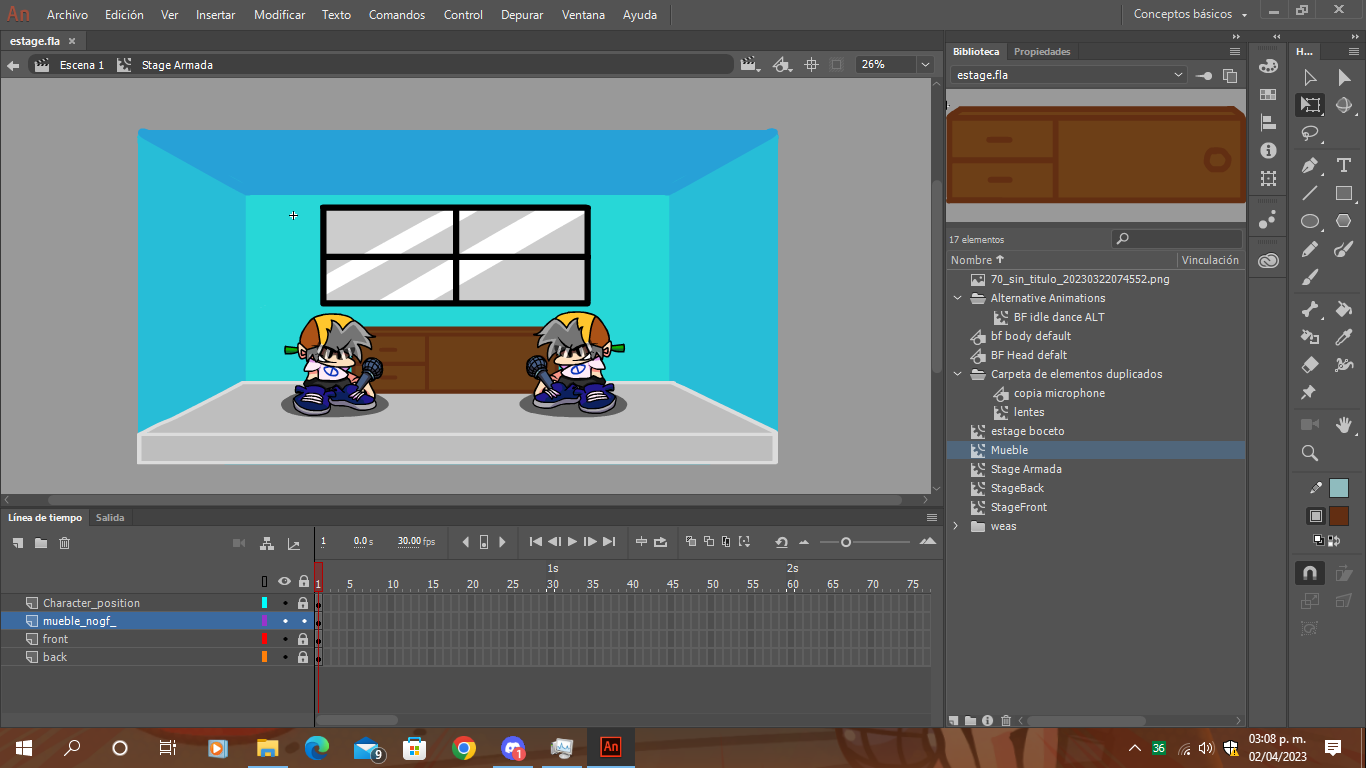 An Archivo Edición Ver Insertar Modificar Texto Comandos Control Depurar Ventana Ayuda Conceptos básicos
estage.fla ×
Escena 1 Stage Armada 26%
Biblioteca Propiedades H...
estage.fla
17 elementos
Nombre Vinculación
70_sin_titulo_20230322074552.png
Alternative Animations
BF idle dance ALT
bf body default
BF Head defalt
Carpeta de elementos duplicados
copia microphone
lentes
estage boceto
Mueble
Stage Armada
StageBack
StageFront
weas
Línea de tiempo Salida
1 0.0 s 30.00 fps
1s 2s
1 5 10 15 20 25 30 35 40 45 50 55 60 65 70 75
Character_position
mueble_nogf_
front
back
9 1 An 36 03:08 p. m.
02/04/2023